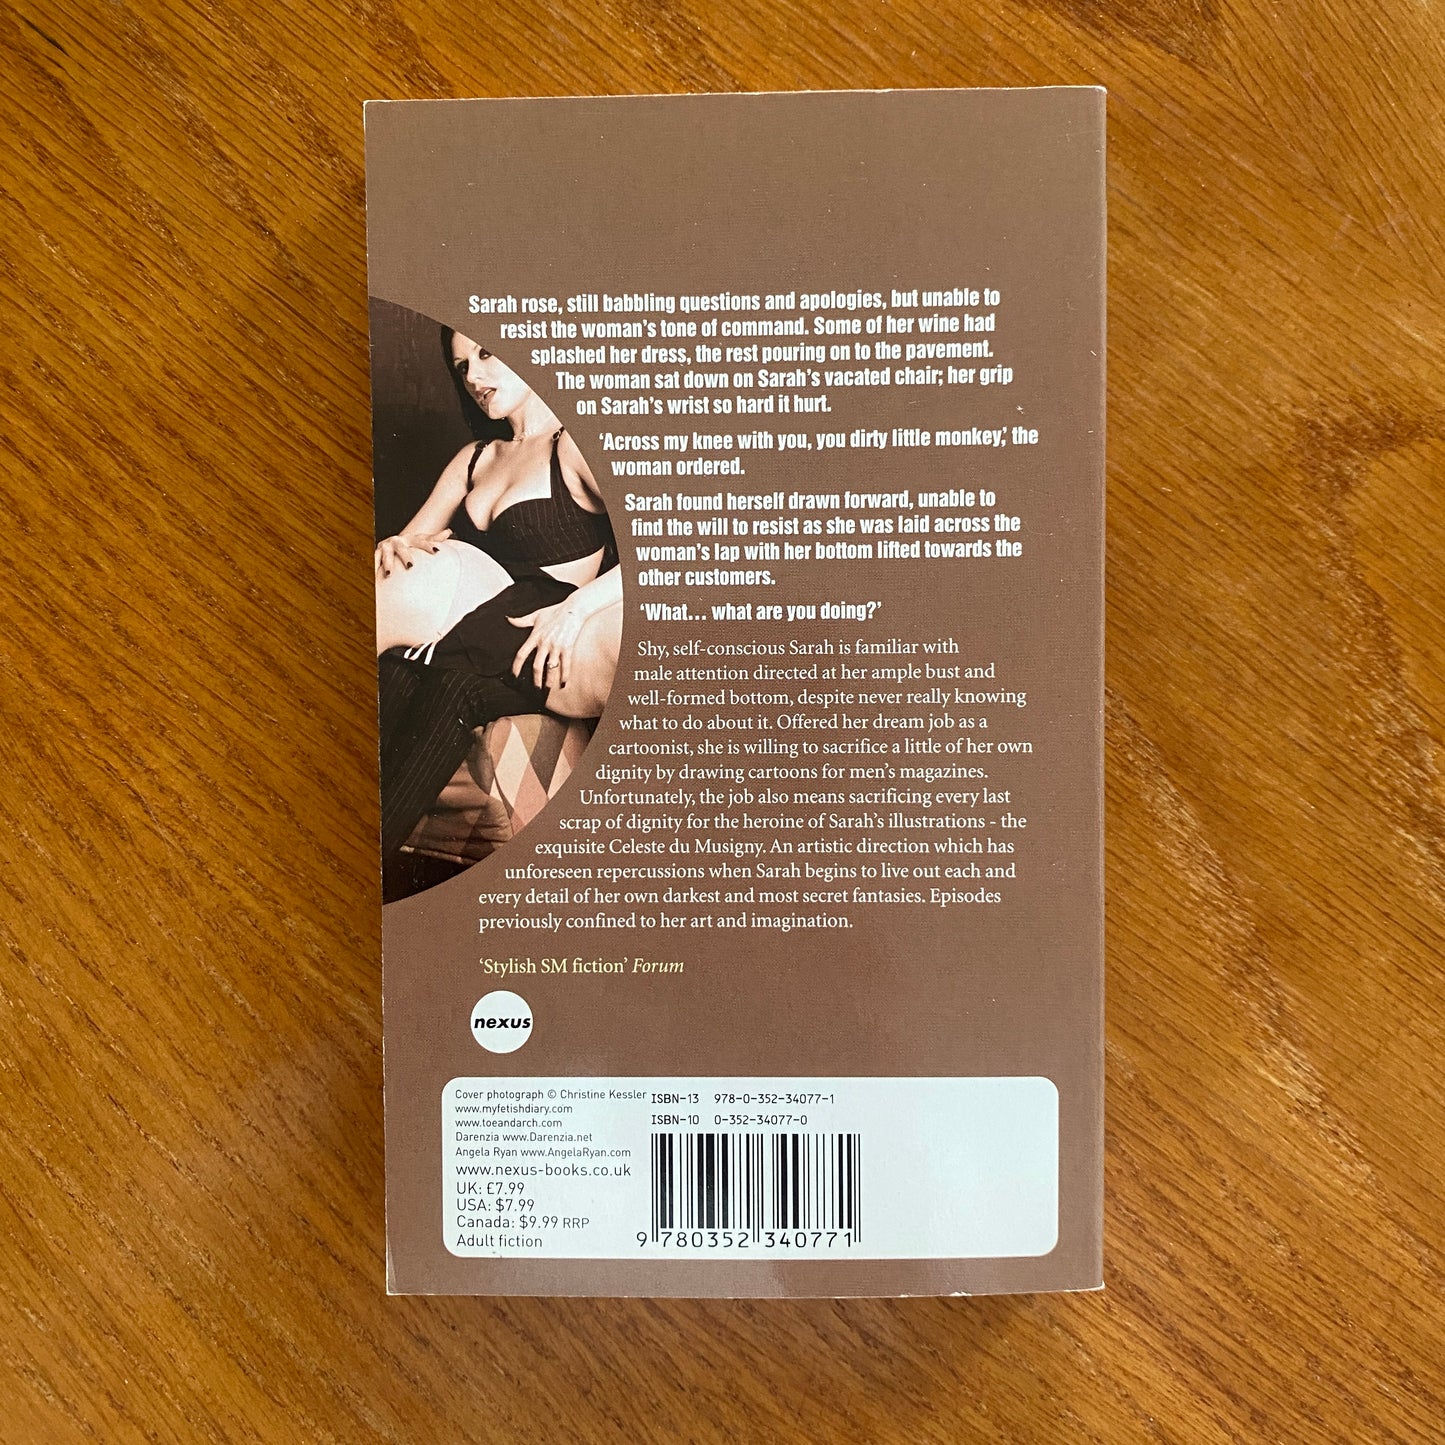 Sarah rose, still babbling questions and apologies, but unable to
resist the woman's tone of command. Some of her wine had
splashed her dress, the rest pouring on to the pavement.
The woman sat down on Sarah's vacated chair; her grip
on Sarah's wrist so hard it hurt.
‘Across my knee with you, you dirty little monkey,’ the
woman ordered.
Sarah found herself drawn forward, unable to
find the will to resist as she was laid across the
woman's lap with her bottom lifted towards the
other customers.
‘What... what are you doing?’
Shy, self-conscious Sarah is familiar with
male attention directed at her ample bust and
well-formed bottom, despite never really knowing
what to do about it. Offered her dream job as a
cartoonist, she is willing to sacrifice a little of her own
dignity by drawing cartoons for men's magazines.
Unfortunately, the job also means sacrificing every last
scrap of dignity for the heroine of Sarah's illustrations - the
exquisite Celeste du Musigny. An artistic direction which has
unforeseen repercussions when Sarah begins to live out each and
every detail of her own darkest and most secret fantasies. Episodes
previously confined to her art and imagination.
‘Stylish SM fiction’ Forum
nexus
Cover photograph © Christine Kessler
www.myfetishdiary.com
www.toeandarch.com
Darenzia www.Darenzia.net
Angela Ryan www.AngelaRyan.com
www.nexus-books.co.uk
UK: £7.99
USA: $7.99
Canada: $9.99 RRP
Adult fiction
ISBN-13 978-0-352-34077-1
ISBN-10 0-352-34077-0
9 780352 340771